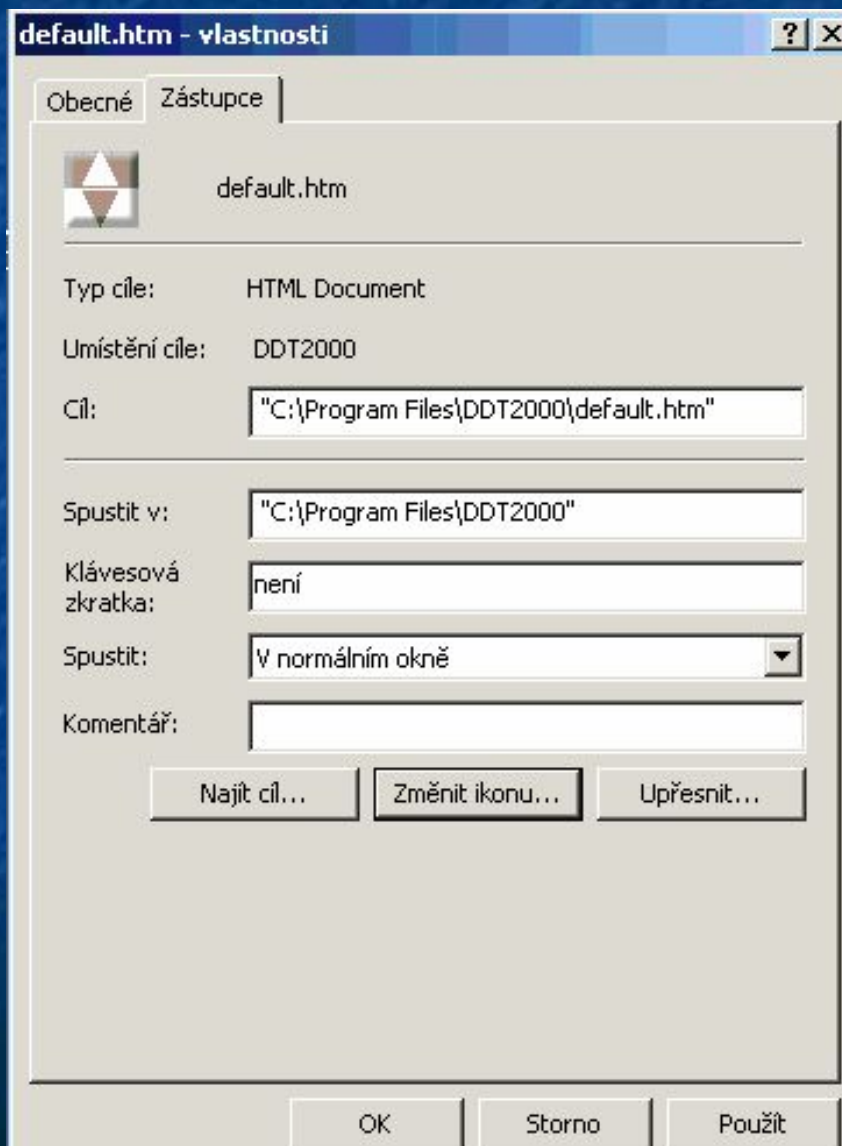 default.htm - vlastnosti
Obecné Zástupce
default.htm
Typ cíle: HTML Document
Umístění cíle: DDT2000
Cíl: "C:\Program Files\DDT2000\default.htm"
Spustit v: "C:\Program Files\DDT2000"
Klávesová
zkratka: není
Spustit: V normálním okně
Komentář:
Najít cíl... Změnit ikonu... Upřesnit...
OK Storno Použít